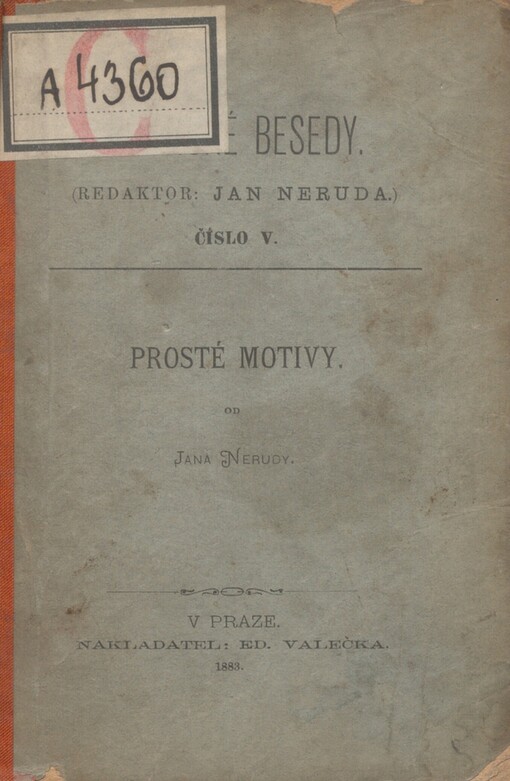 A 4360
BESEDY.
(REDAKTOR: JAN NERUDA.)
ČÍSLO V.
PROSTÉ MOTIVY.
OD
JANA NERUDY.
V PRAZE.
NAKLADATEL: ED. VALEČKA.
1883.